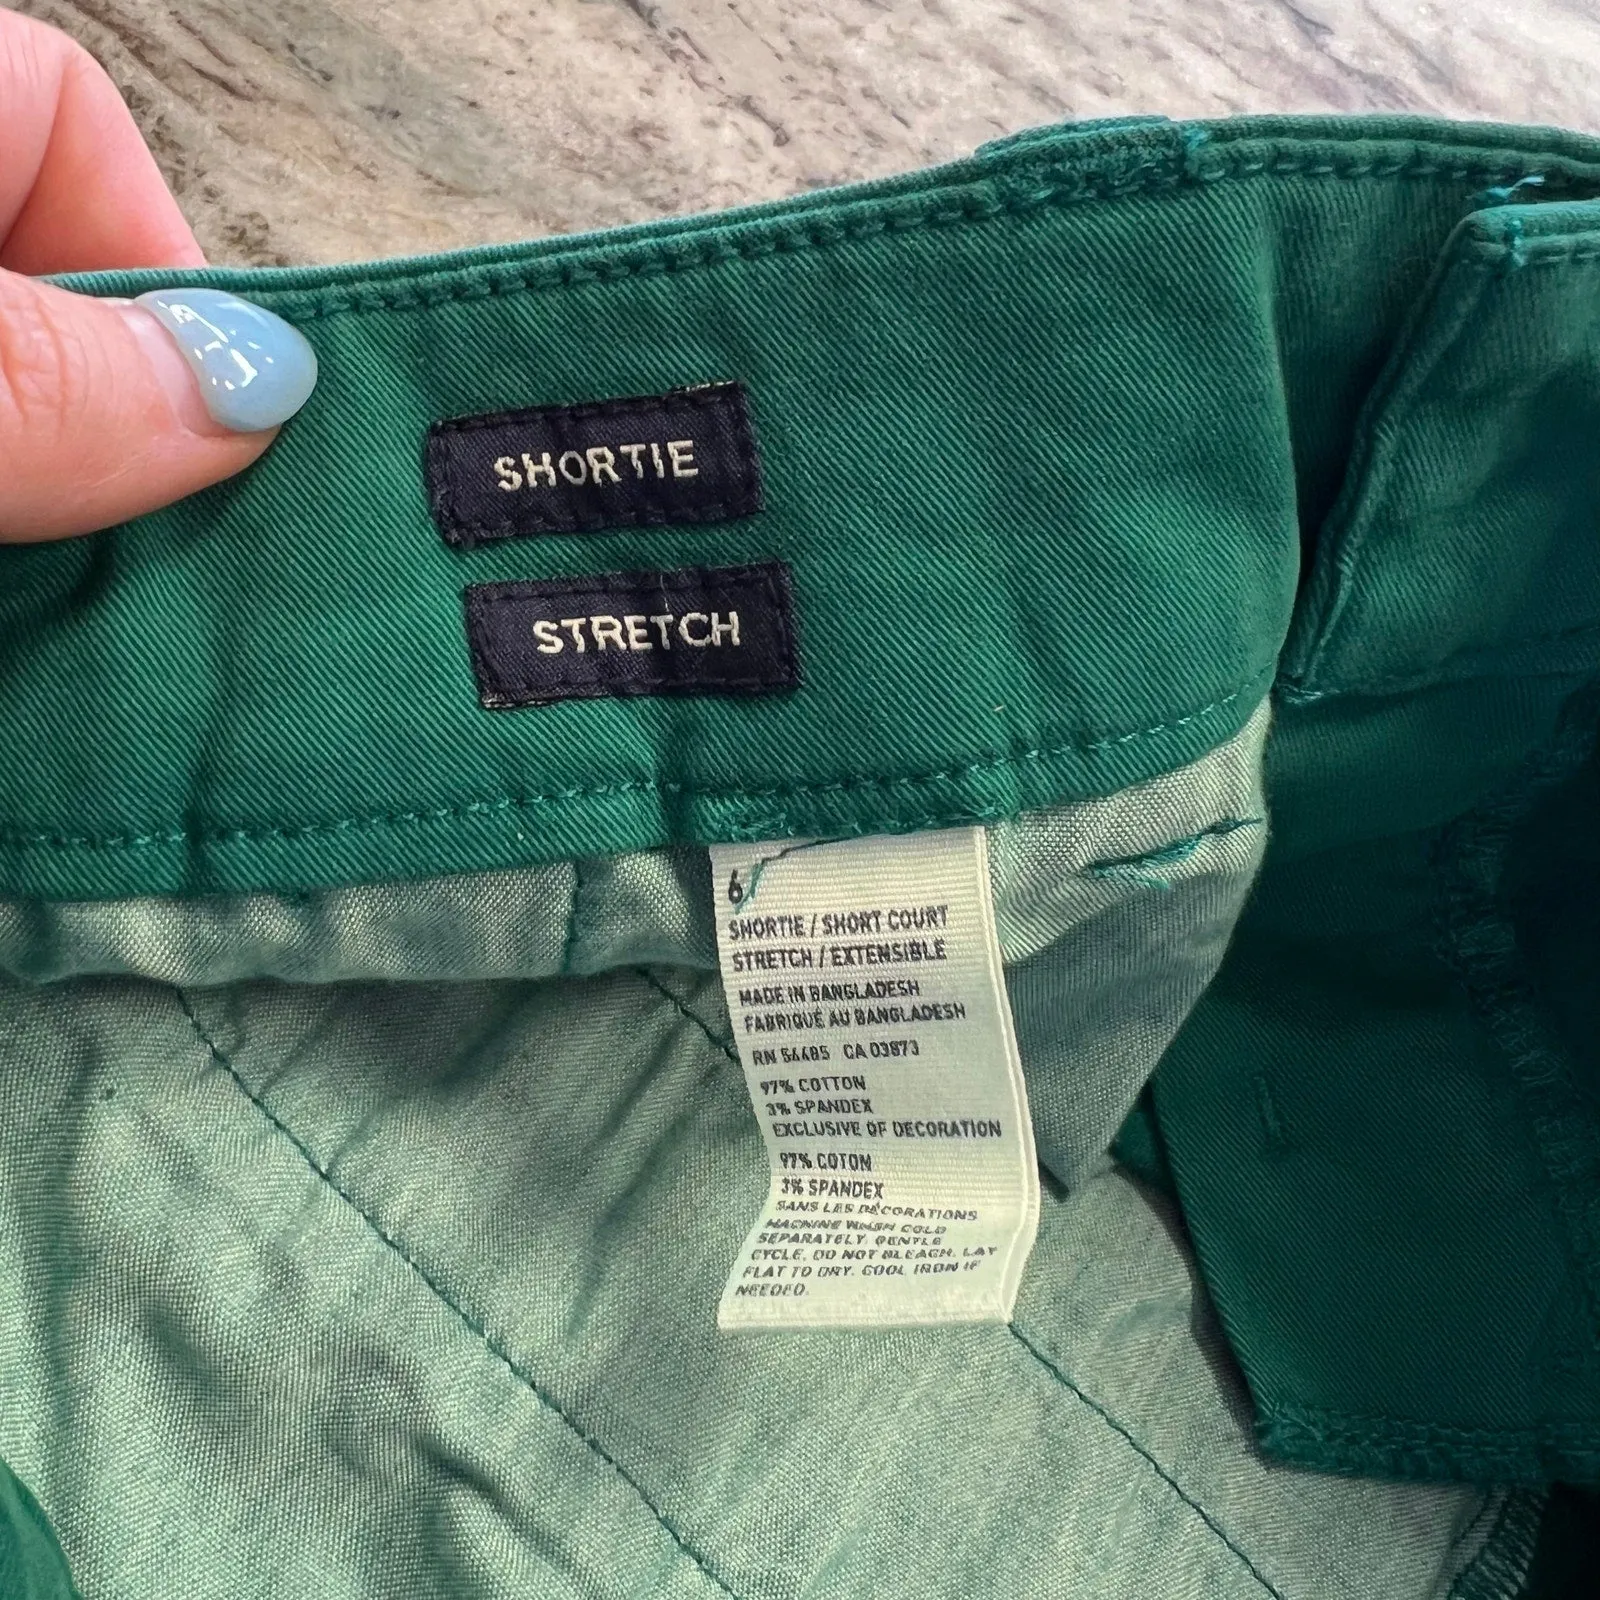 SHORTIE
STRETCH
6
SHORTIE / SHORT COURT
STRETCH / EXTENSIBLE
MADE IN BANGLADESH
FABRIQUÉ AU BANGLADESH
RN 54485 CA 03873
97% COTTON
3% SPANDEX
EXCLUSIVE OF DECORATION
97% COTON
3% SPANDEX
SANS LES DÉCORATIONS
MACHINE WASH COLD
SEPARATELY. GENTLE
CYCLE. DO NOT BLEACH. LAY
FLAT TO DRY. COOL IRON IF
NEEDED.